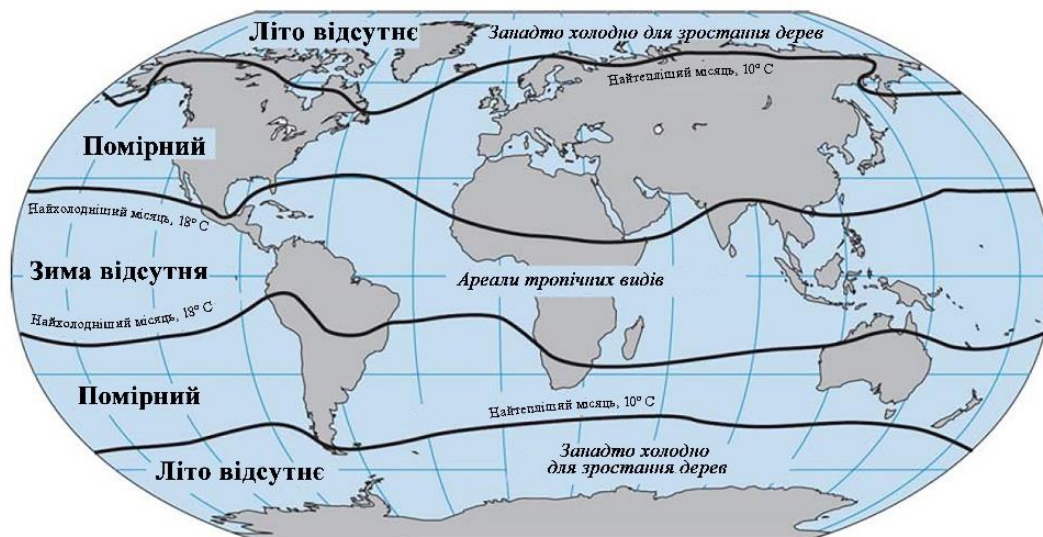 Літо відсутнє
Занадто холодно для зростання дерев
Найтепліший місяць, 10° С
Помірний
Найхолодніший місяць, 18° С
Зима відсутня
Ареали тропічних видів
Найхолодніший місяць, 18° С
Помірний
Найтепліший місяць, 10° С
Літо відсутнє
Занадто холодно
для зростання дерев